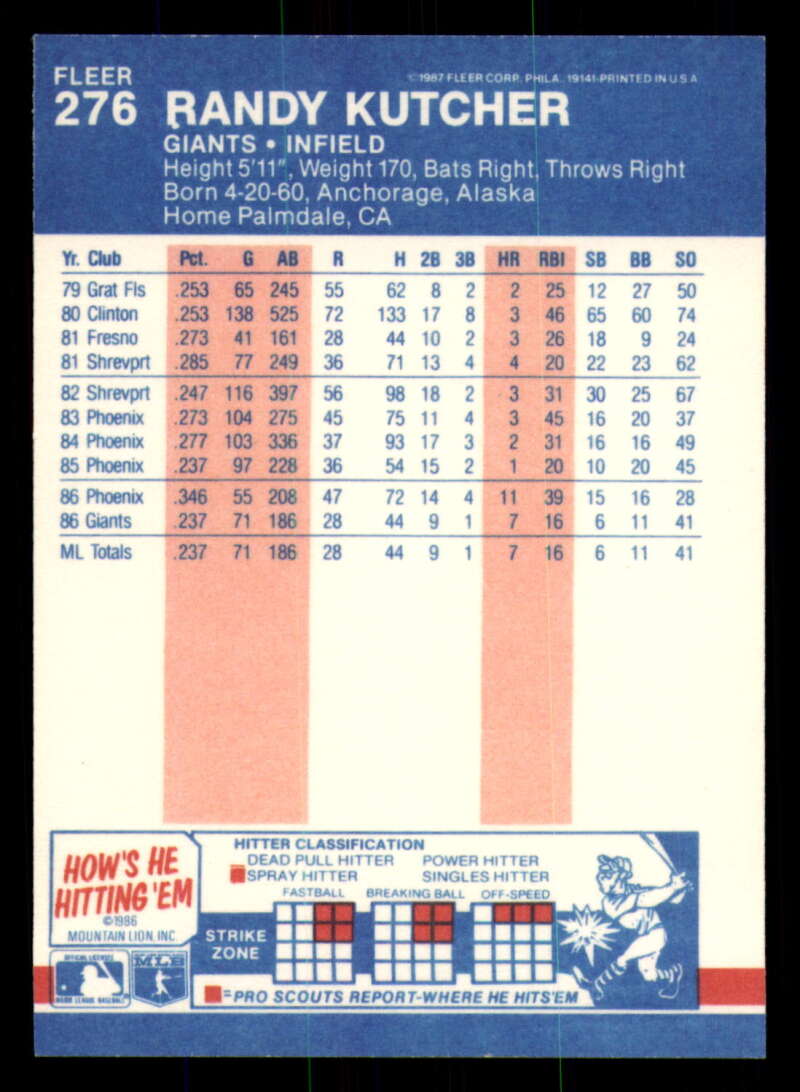 FLEER ©1987 FLEER CORP. PHILA. 19141-PRINTED IN U S A
276 RANDY KUTCHER
GIANTS • INFIELD
Height 5'11", Weight 170, Bats Right, Throws Right
Born 4-20-60, Anchorage, Alaska
Home Palmdale, CA
Yr. Club Pct. G AB R H 2B 3B HR RBI SB BB SO
79 Grat Fls .253 65 245 55 62 8 2 2 25 12 27 50
80 Clinton .253 138 525 72 133 17 8 3 46 65 60 74
81 Fresno .273 41 161 28 44 10 2 3 26 18 9 24
81 Shrevprt .285 77 249 36 71 13 4 4 20 22 23 62
82 Shrevprt .247 116 397 56 98 18 2 3 31 30 25 67
83 Phoenix .273 104 275 45 75 11 4 3 45 16 20 37
84 Phoenix .277 103 336 37 93 17 3 2 31 16 16 49
85 Phoenix .237 97 228 36 54 15 2 1 20 10 20 45
86 Phoenix .346 55 208 47 72 14 4 11 39 15 16 28
86 Giants .237 71 186 28 44 9 1 7 16 6 11 41
ML Totals .237 71 186 28 44 9 1 7 16 6 11 41
HOW'S HE
HITTING 'EM
©1986
MOUNTAIN LION, INC.
HITTER CLASSIFICATION
DEAD PULL HITTER POWER HITTER
SPRAY HITTER SINGLES HITTER
FASTBALL BREAKING BALL OFF-SPEED
STRIKE
ZONE
=PRO SCOUTS REPORT-WHERE HE HITS 'EM
OFFICIAL LICENSEE
MAJOR LEAGUE BASEBALL
MLB